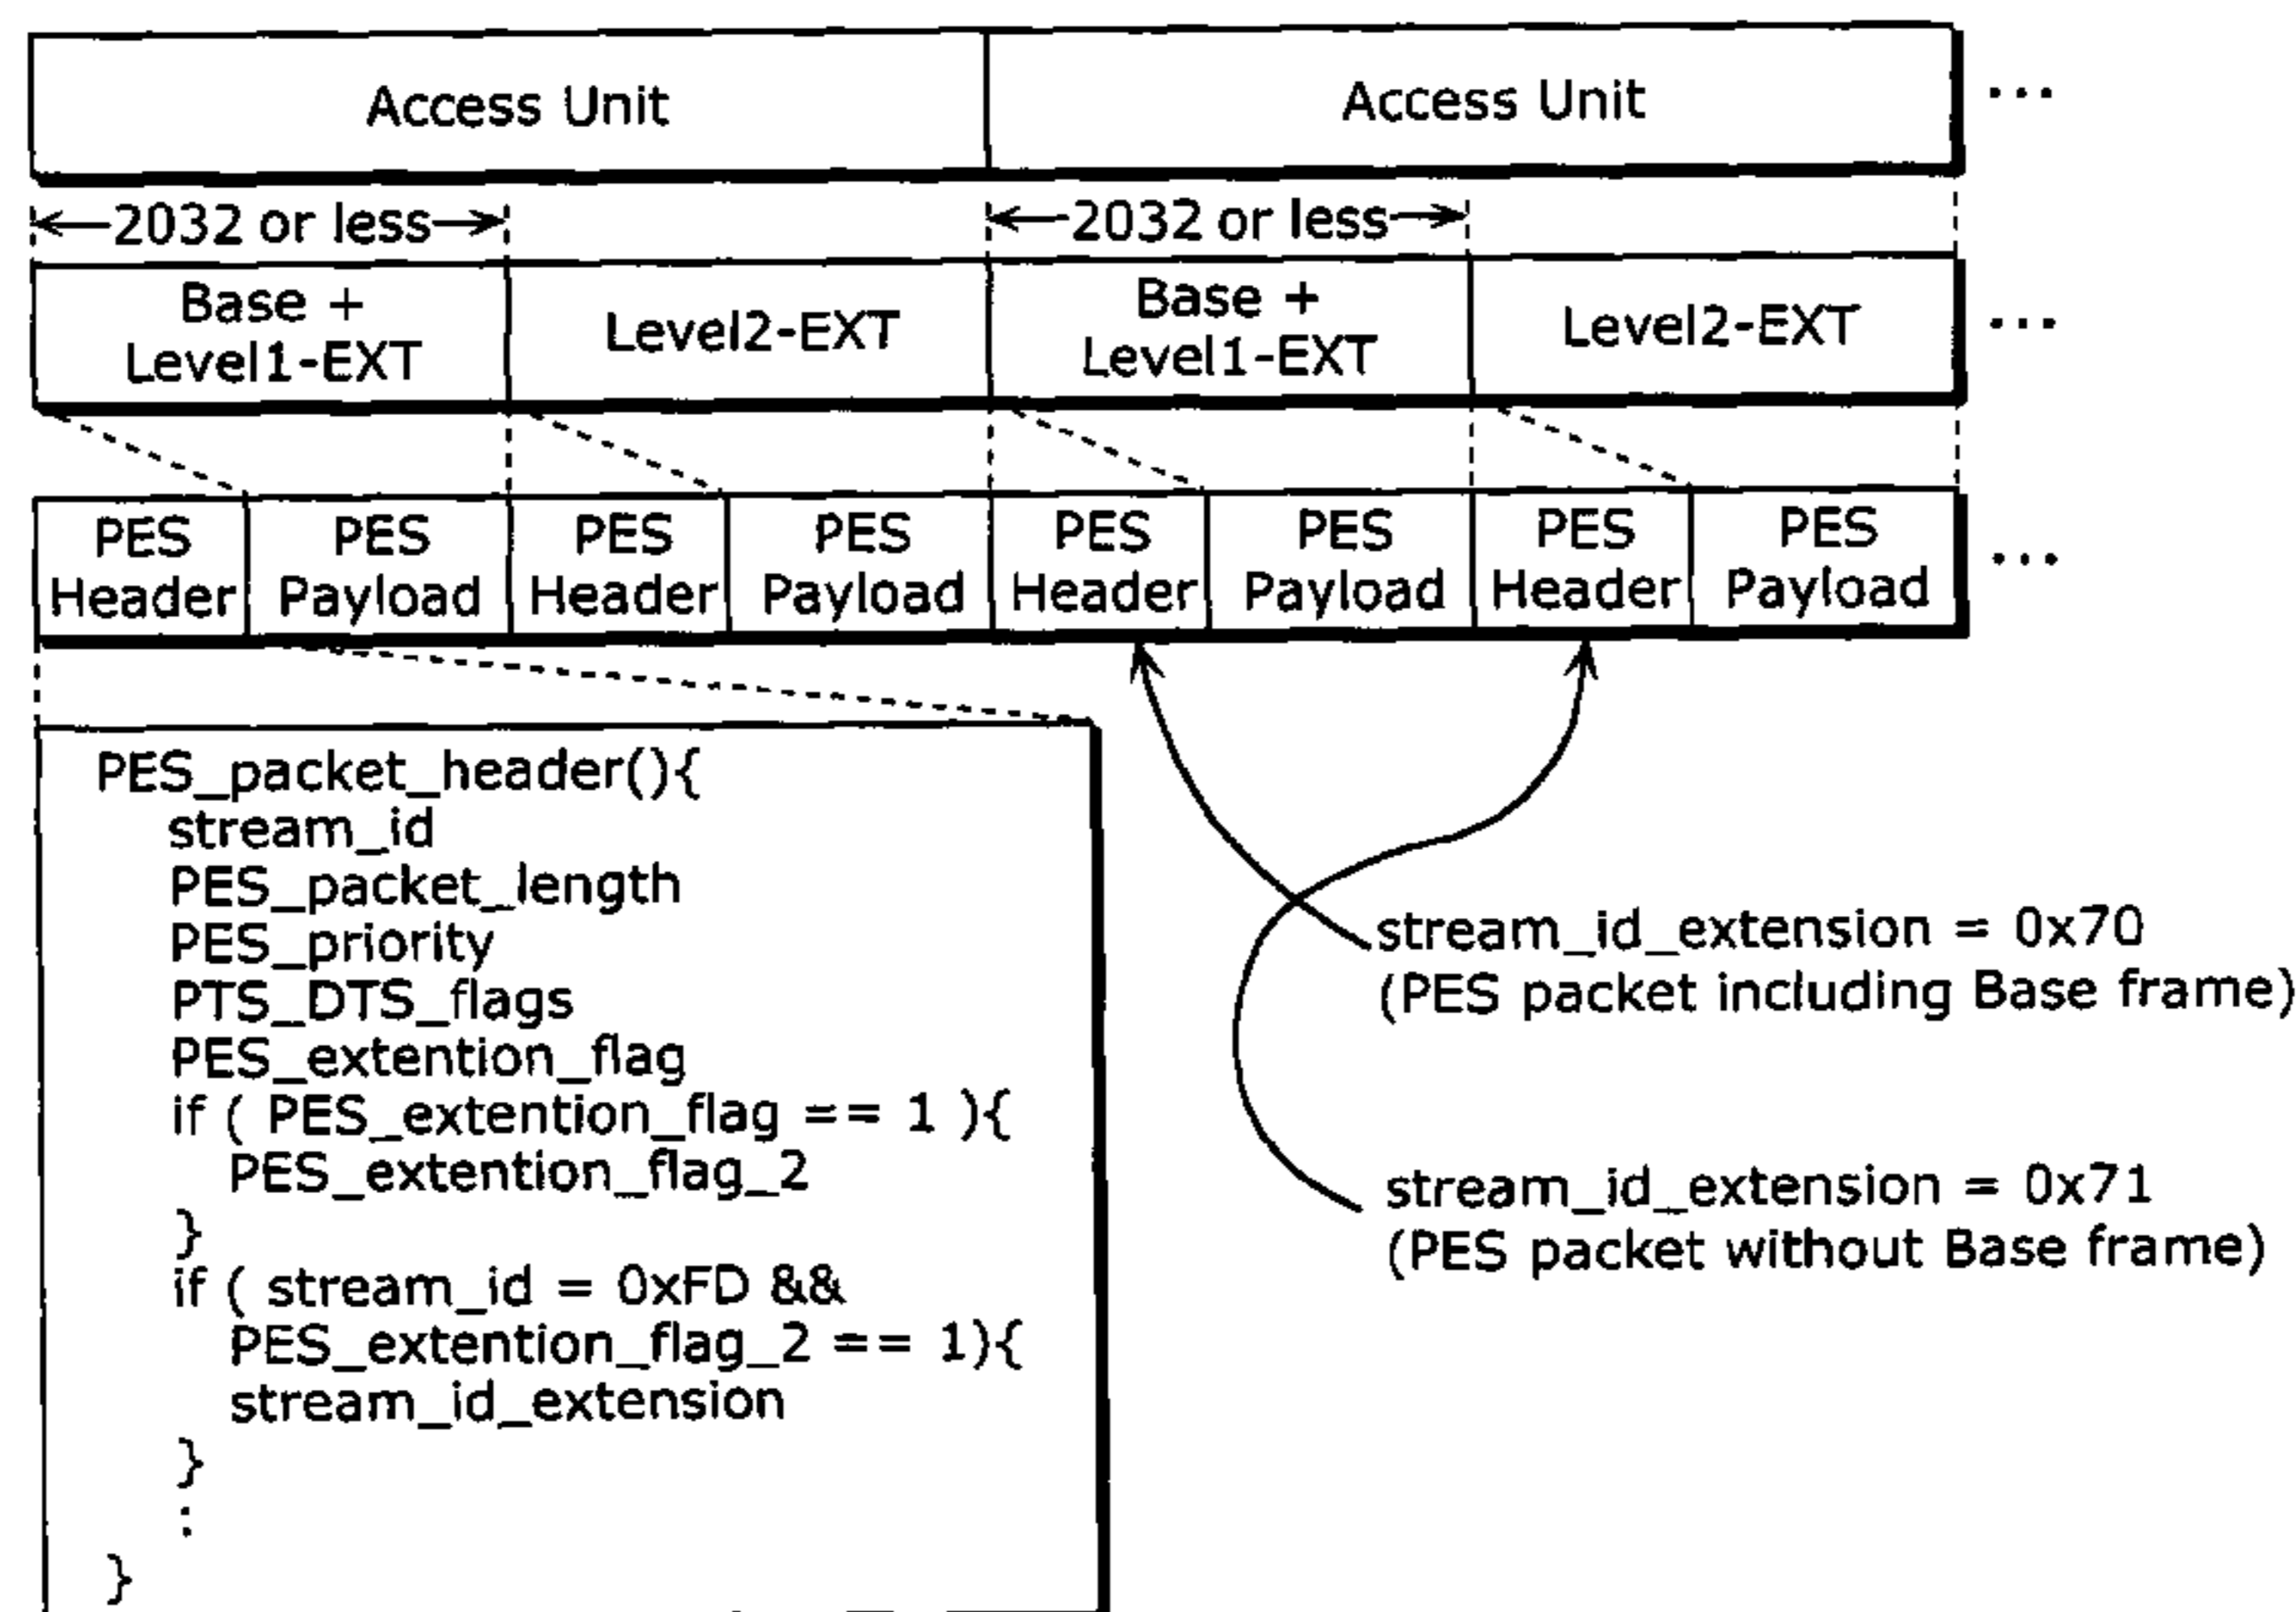 Access Unit
Access Unit
...
2032 or less
2032 or less
Base +
Level1-EXT
Level2-EXT
Base +
Level1-EXT
Level2-EXT
...
PES
Header
PES
Payload
PES
Header
PES
Payload
PES
Header
PES
Payload
PES
Header
PES
Payload
...
PES_packet_header(){
stream_id
PES_packet_length
PES_priority
PTS_DTS_flags
PES_extention_flag
if ( PES_extention_flag == 1 ){
PES_extention_flag_2
}
if ( stream_id = 0xFD &&
PES_extention_flag_2 == 1){
stream_id_extension
}
:
}
stream_id_extension = 0x70
(PES packet including Base frame)
stream_id_extension = 0x71
(PES packet without Base frame)